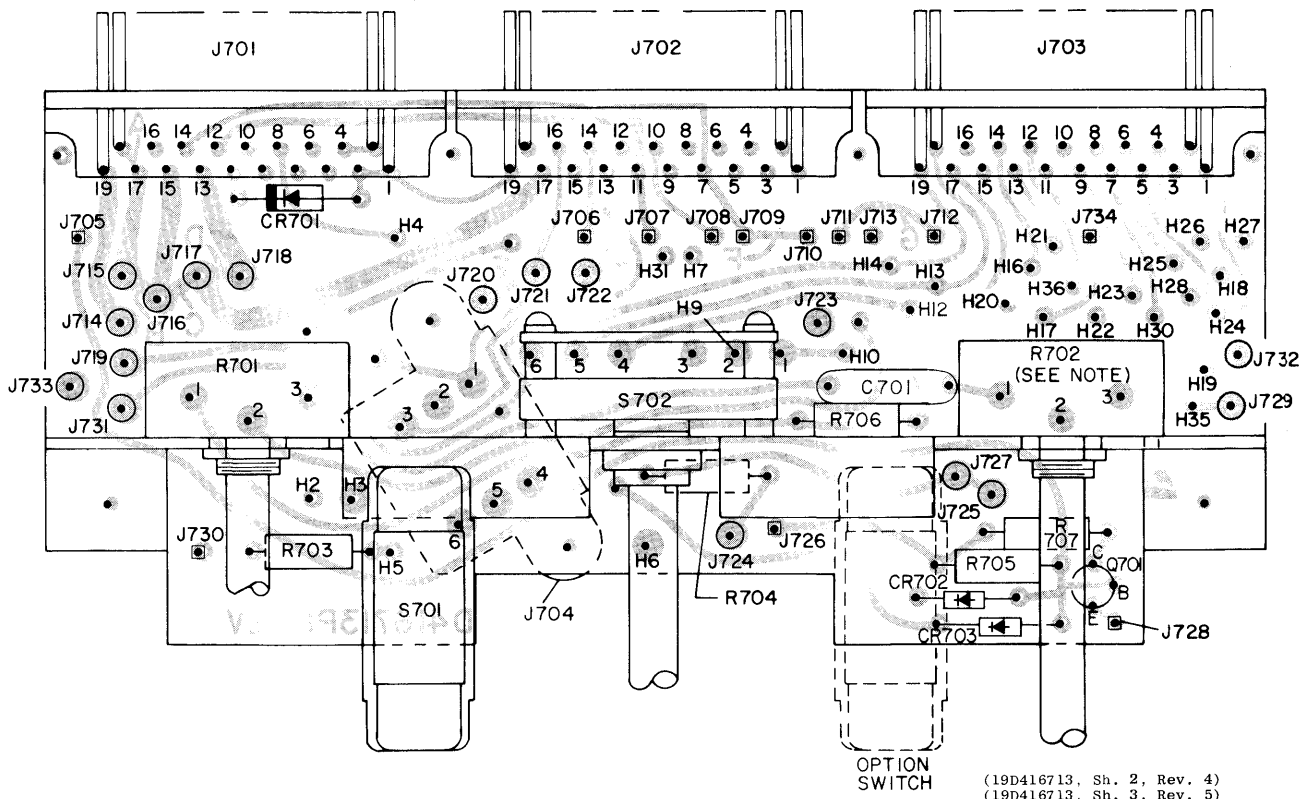 J701 J702 J703
16 14 12 10 8 6 4 16 14 12 10 8 6 4 16 14 12 10 8 6 4
19 17 15 13 1 19 17 15 13 11 9 7 5 3 1 19 17 15 13 11 9 7 5 3 1
CR701
J705 H4 J706 J707 J708 J709 J710 J711 J713 J712 J734 H26 H27
J717 J718 H21
J715 J720 J721 J722 H31 H7 H14 H13 H16 H25
J716 H36 H23 H28 H18
J714 H9 J723 H12 H20 H17 H22 H30 H24
J719 R701 6 5 4 3 2 1 H10 R702 J732
(SEE NOTE)
J733 1 3 1 C701 1 3 H19
J731 2 2 S702 R706 2 H35 J729
3
H2 H3 4 J727
5 J725
J730 6 J726 R
R703 H5 H6 J724 707 C
R705 Q701
S701 R704 CR702 B
J704 CR703 E J728
D416713P1 REV
OPTION
SWITCH
(19D416713, Sh. 2, Rev. 4)
(19D416713, Sh. 3, Rev. 5)